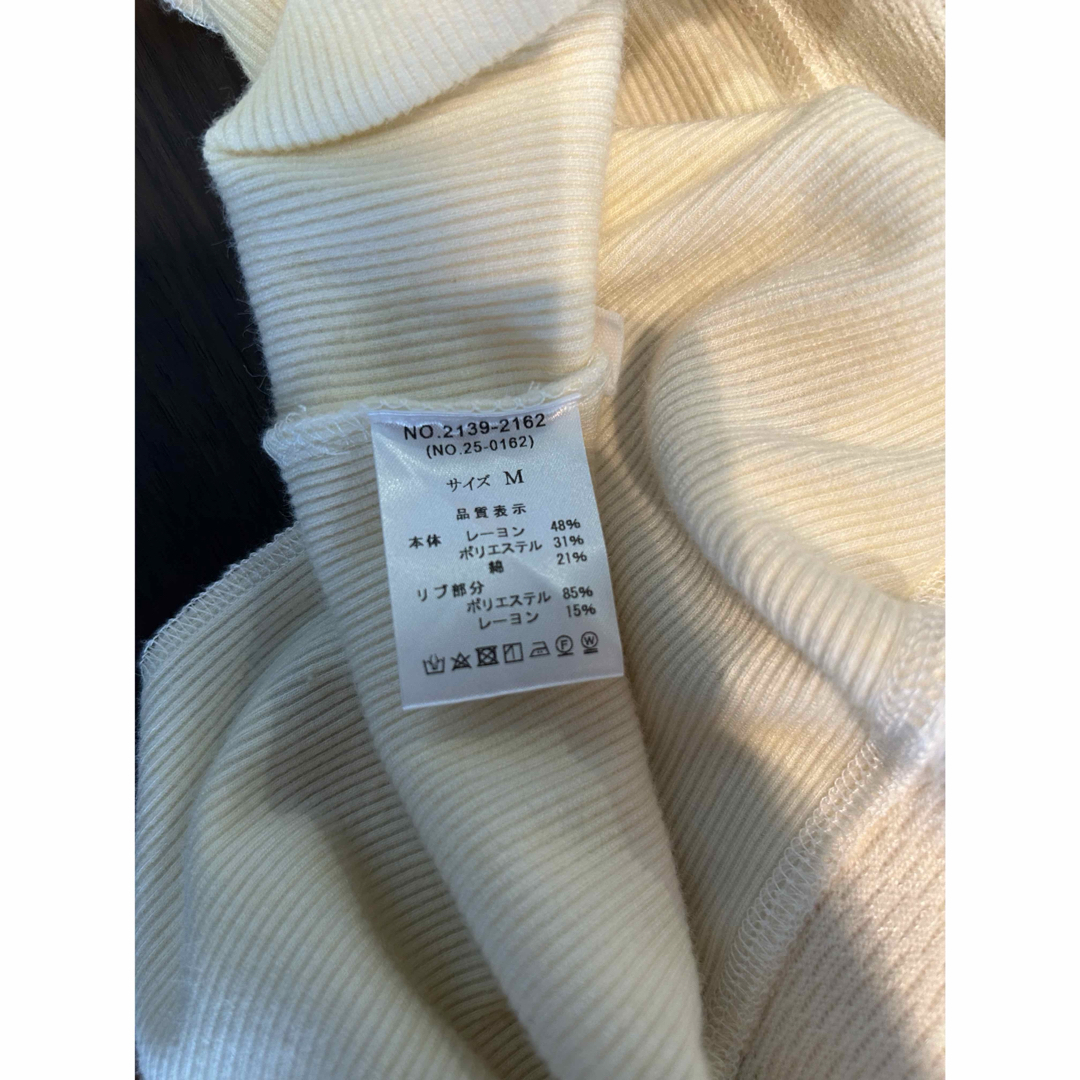 NO.2139-2162
(NO.25-0162)
サイズ M
品質表示
本体 レーヨン 48%
ポリエステル 31%
綿 21%
リブ部分
ポリエステル 85%
レーヨン 15%
F W